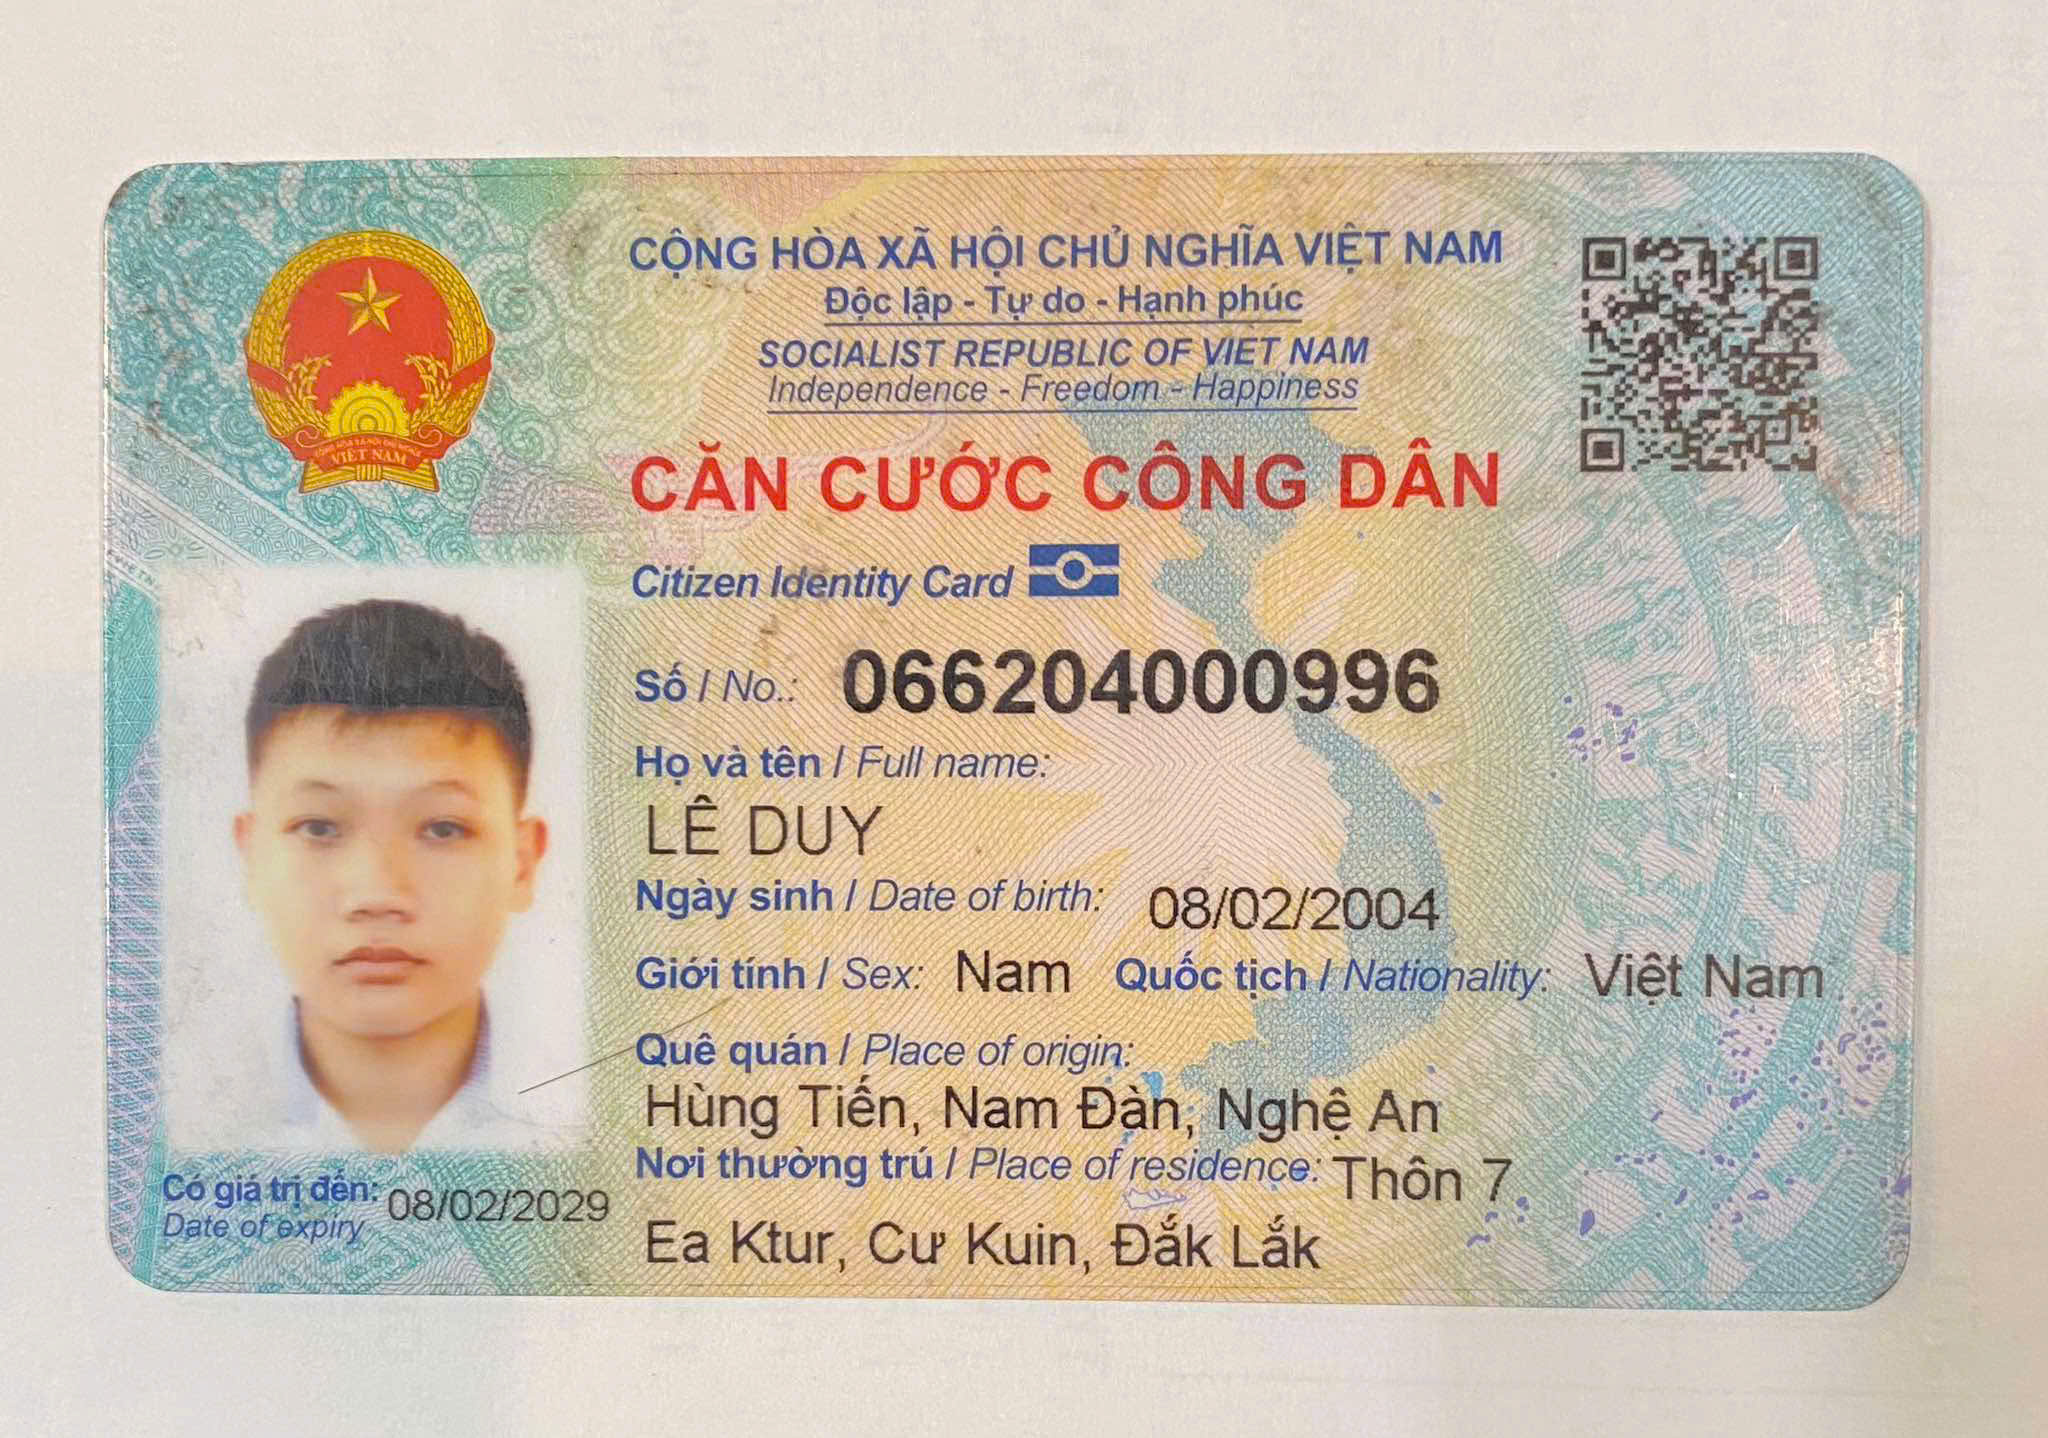 CỘNG HÒA XÃ HỘI CHỦ NGHĨA VIỆT NAM
Độc lập - Tự do - Hạnh phúc
SOCIALIST REPUBLIC OF VIET NAM
Independence - Freedom - Happiness
CĂN CƯỚC CÔNG DÂN
Citizen Identity Card
Số / No.: 066204000996
Họ và tên / Full name:
LÊ DUY
Ngày sinh / Date of birth: 08/02/2004
Giới tính / Sex: Nam Quốc tịch / Nationality: Việt Nam
Quê quán / Place of origin:
Hùng Tiến, Nam Đàn, Nghệ An
Nơi thường trú / Place of residence: Thôn 7
Ea Ktur, Cư Kuin, Đắk Lắk
Có giá trị đến: 08/02/2029
Date of expiry
VIỆT NAM